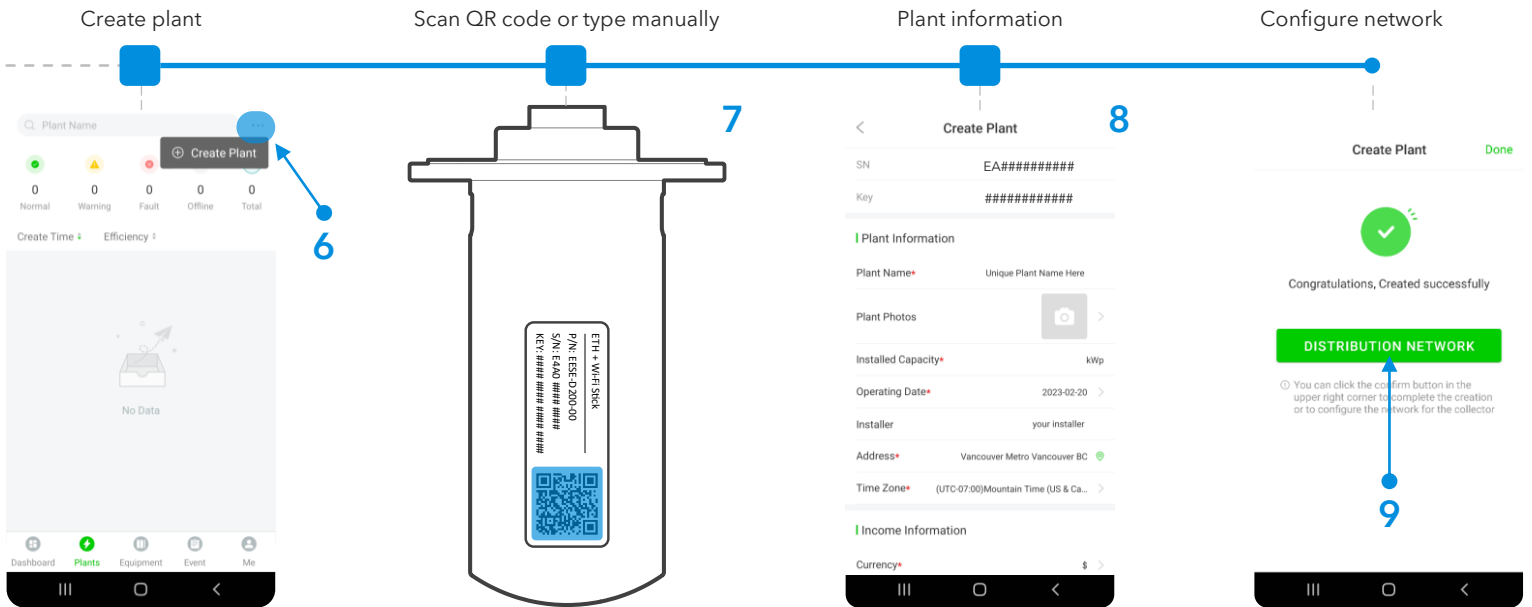 Create plant
Scan QR code or type manually
Plant information
Configure network
Plant Name
Create Plant
0 0 0 0 0
Normal Warning Fault Offline Total
Create Time Efficiency
No Data
Dashboard Plants Equipment Event Me
6
7
ETH + Wi-Fi Stick
P/N: EESE-D200-00
S/N: E4A0 #### ####
KEY: #### #### #### ####
8
Create Plant
SN EA##########
Key ############
Plant Information
Plant Name* Unique Plant Name Here
Plant Photos
Installed Capacity* kWp
Operating Date* 2023-02-20
Installer your installer
Address* Vancouver Metro Vancouver BC
Time Zone* (UTC-07:00)Mountain Time (US & Ca...
Income Information
Currency* $
Create Plant Done
Congratulations, Created successfully
DISTRIBUTION NETWORK
You can click the confirm button in the
upper right corner to complete the creation
or to configure the network for the collector
9